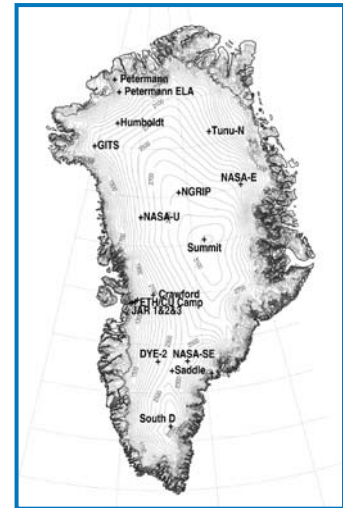 Petermann
Petermann ELA
Humboldt
Tunu-N
GITS
NASA-E
NGRIP
NASA-U
Summit
Crawford
ETH/CU Camp
JAR 1&2&3
DYE-2
NASA-SE
Saddle
South D